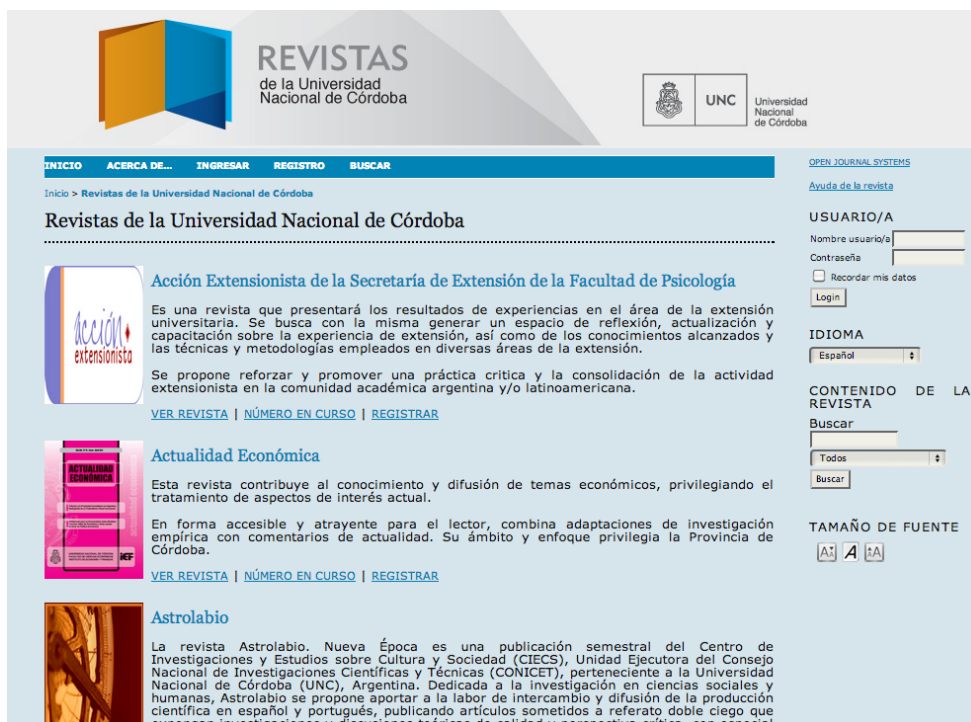 REVISTAS
de la Universidad
Nacional de Córdoba
UNC
Universidad
Nacional
de Córdoba
INICIO ACERCA DE... INGRESAR REGISTRO BUSCAR
Inicio > Revistas de la Universidad Nacional de Córdoba
Revistas de la Universidad Nacional de Córdoba
acción +
extensionista
Acción Extensionista de la Secretaría de Extensión de la Facultad de Psicología
Es una revista que presentará los resultados de experiencias en el área de la extensión
universitaria. Se busca con la misma generar un espacio de reflexión, actualización y
capacitación sobre la experiencia de extensión, así como de los conocimientos alcanzados y
las técnicas y metodologías empleados en diversas áreas de la extensión.
Se propone reforzar y promover una práctica critica y la consolidación de la actividad
extensionista en la comunidad académica argentina y/o latinoamericana.
VER REVISTA | NÚMERO EN CURSO | REGISTRAR
ACTUALIDAD
ECONÓMICA
iEF
Actualidad Económica
Esta revista contribuye al conocimiento y difusión de temas económicos, privilegiando el
tratamiento de aspectos de interés actual.
En forma accesible y atrayente para el lector, combina adaptaciones de investigación
empírica con comentarios de actualidad. Su ámbito y enfoque privilegia la Provincia de
Córdoba.
VER REVISTA | NÚMERO EN CURSO | REGISTRAR
Astrolabio
La revista Astrolabio. Nueva Época es una publicación semestral del Centro de
Investigaciones y Estudios sobre Cultura y Sociedad (CIECS), Unidad Ejecutora del Consejo
Nacional de Investigaciones Científicas y Técnicas (CONICET), perteneciente a la Universidad
Nacional de Córdoba (UNC), Argentina. Dedicada a la investigación en ciencias sociales y
humanas, Astrolabio se propone aportar a la labor de intercambio y difusión de la producción
científica en español y portugués, publicando artículos sometidos a referato doble ciego que
OPEN JOURNAL SYSTEMS
Ayuda de la revista
USUARIO/A
Nombre usuario/a
Contraseña
Recordar mis datos
Login
IDIOMA
Español
CONTENIDO DE LA
REVISTA
Buscar
Todos
Buscar
TAMAÑO DE FUENTE